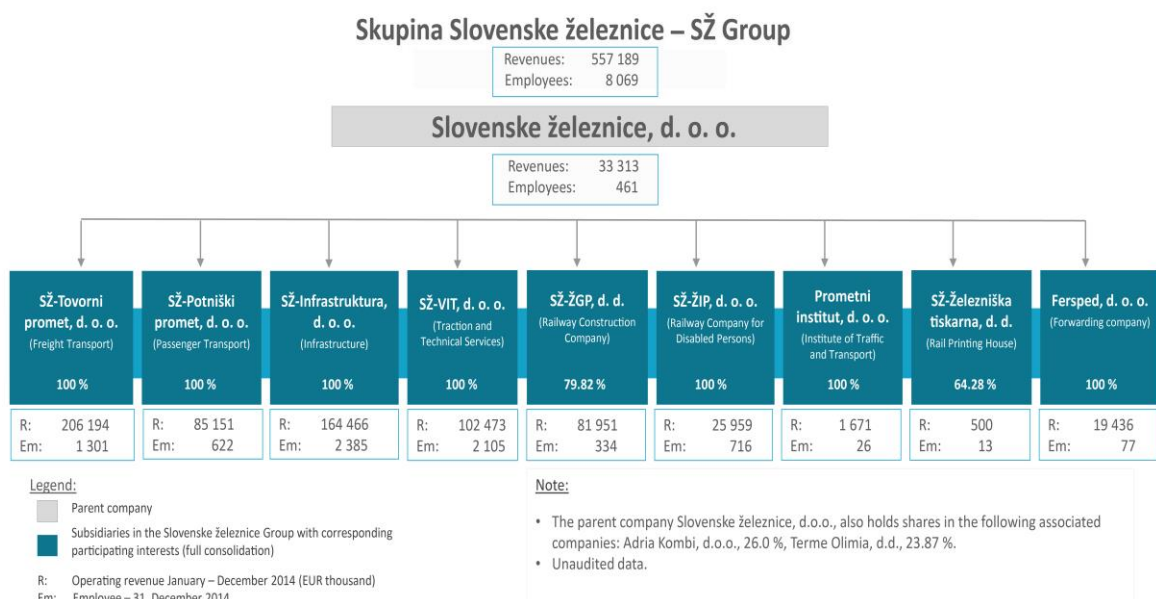 Skupina Slovenske železnice – SŽ Group
Revenues: 557 189
Employees: 8 069
Slovenske železnice, d. o. o.
Revenues: 33 313
Employees: 461
SŽ-Tovorni
promet, d. o. o.
(Freight Transport)
100 %
R: 206 194
Em: 1 301
SŽ-Potniški
promet, d. o. o.
(Passenger Transport)
100 %
R: 85 151
Em: 622
SŽ-Infrastruktura,
d. o. o.
(Infrastructure)
100 %
R: 164 466
Em: 2 385
SŽ-VIT, d. o. o.
(Traction and
Technical Services)
100 %
R: 102 473
Em: 2 105
SŽ-ŽGP, d. d.
(Railway Construction
Company)
79.82 %
R: 81 951
Em: 334
SŽ-ŽIP, d. o. o.
(Railway Company for
Disabled Persons)
100 %
R: 25 959
Em: 716
Prometni
institut, d. o. o.
(Institute of Traffic
and Transport)
100 %
R: 1 671
Em: 26
SŽ-Železniška
tiskarna, d. d.
(Rail Printing House)
64.28 %
R: 500
Em: 13
Fersped, d. o. o.
(Forwarding company)
100 %
R: 19 436
Em: 77
Legend:
Parent company
Subsidiaries in the Slovenske železnice Group with corresponding
participating interests (full consolidation)
R: Operating revenue January – December 2014 (EUR thousand)
Em: Employee – 31. December 2014
Note:
• The parent company Slovenske železnice, d.o.o., also holds shares in the following associated
companies: Adria Kombi, d.o.o., 26.0 %, Terme Olimia, d.d., 23.87 %.
• Unaudited data.